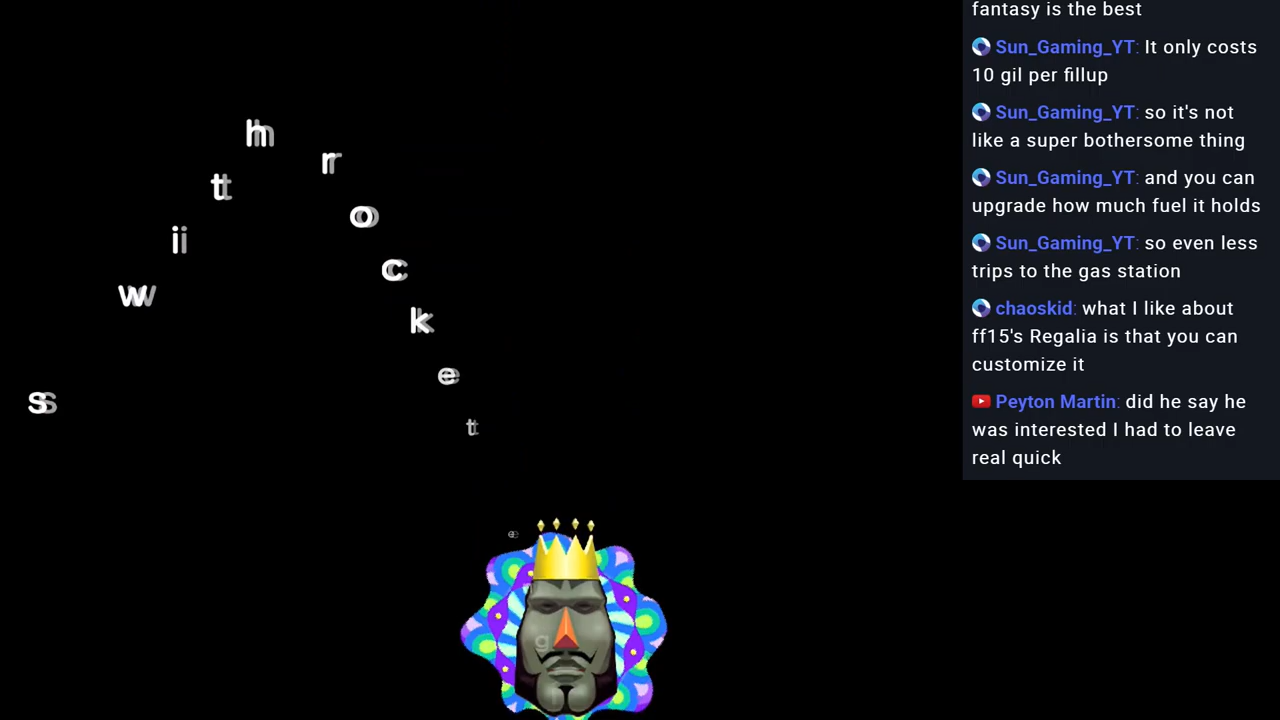 s w i t h r o c k e t e g
fantasy is the best
Sun_Gaming_YT: It only costs
10 gil per fillup
Sun_Gaming_YT: so it's not
like a super bothersome thing
Sun_Gaming_YT: and you can
upgrade how much fuel it holds
Sun_Gaming_YT: so even less
trips to the gas station
chaoskid: what I like about
ff15's Regalia is that you can
customize it
Peyton Martin: did he say he
was interested I had to leave
real quick